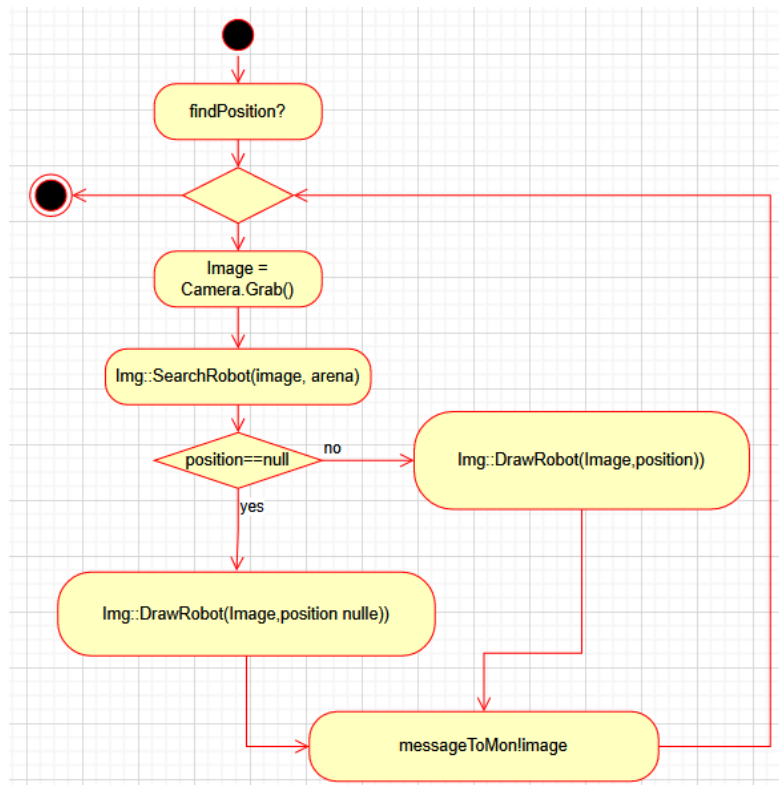 findPosition?
Image =
Camera.Grab()
Img::SearchRobot(image, arena)
position==null
no
Img::DrawRobot(Image,position))
yes
Img::DrawRobot(Image,position nulle))
messageToMon!image